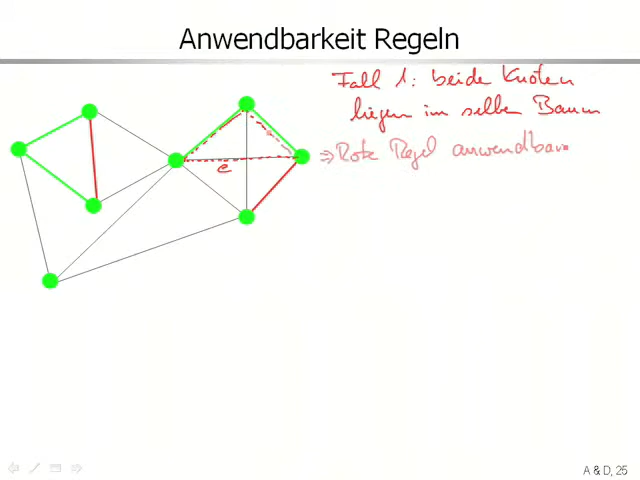 Anwendbarkeit Regeln
Fall 1: beide Knoten
liegen im selben Baum
⇒ Rote Regel anwendbar
e
A & D, 25